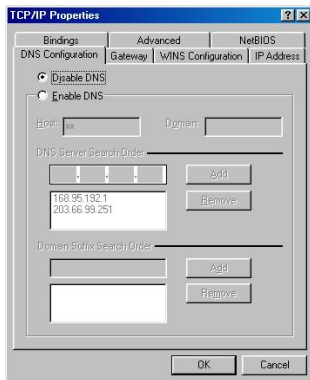 TCP/IP Properties
Bindings Advanced NetBIOS
DNS Configuration Gateway WINS Configuration IP Address
Disable DNS
Enable DNS
Host: xx Domain:
DNS Server Search Order
Add
168.95.192.1
203.66.99.251
Remove
Domain Suffix Search Order
Add
Remove
OK Cancel